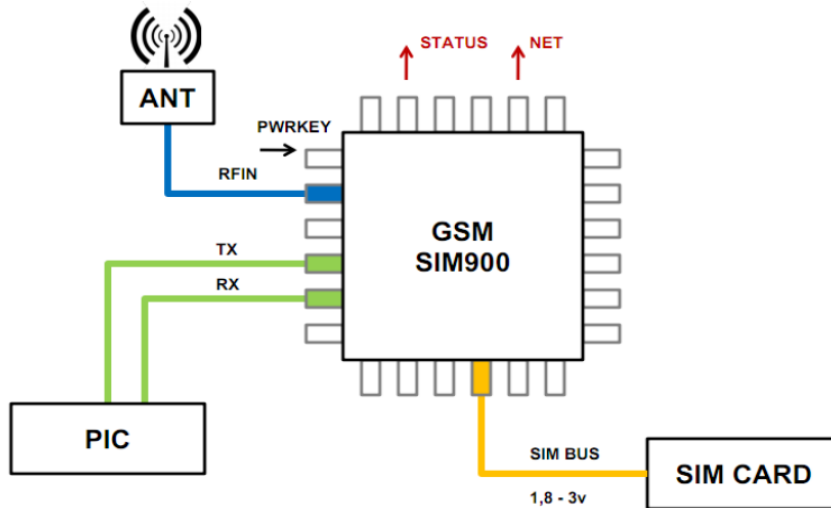 STATUS
NET
ANT
PWRKEY
RFIN
GSM
SIM900
TX
RX
PIC
SIM BUS
SIM CARD
1,8 - 3v